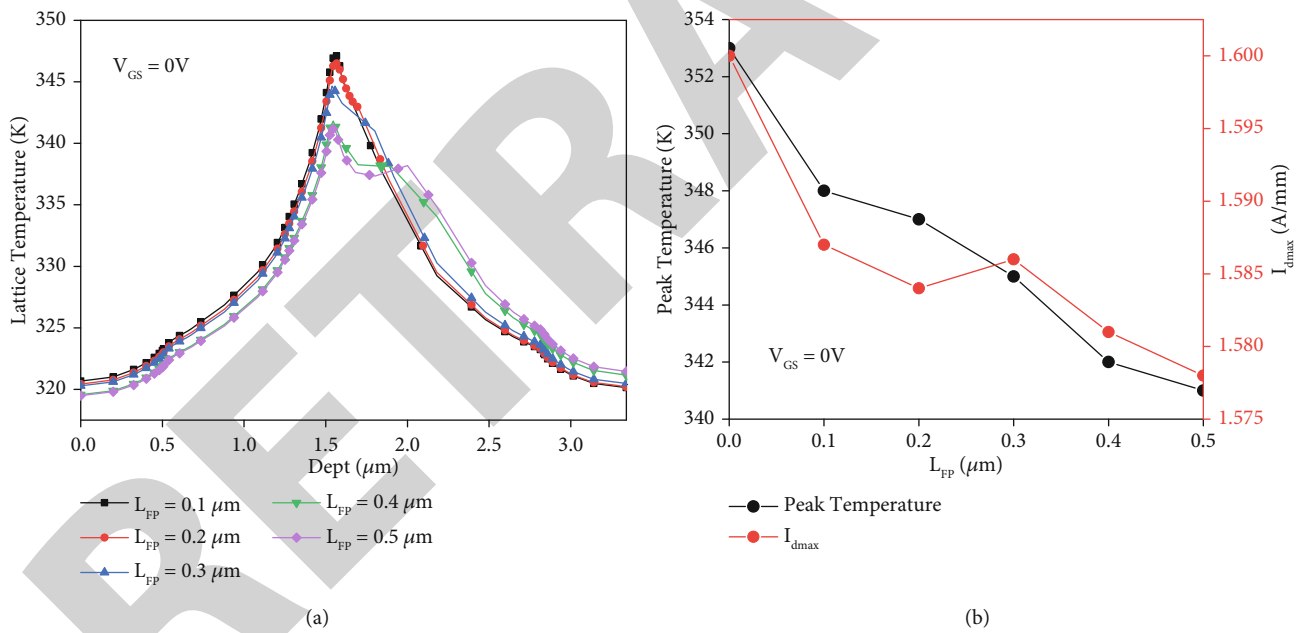 350
345
340
335
330
325
320
Lattice Temperature (K)
V_GS = 0V
0.0 0.5 1.0 1.5 2.0 2.5 3.0
Dept (μm)
L_FP = 0.1 μm
L_FP = 0.2 μm
L_FP = 0.3 μm
L_FP = 0.4 μm
L_FP = 0.5 μm
(a)
354
352
350
348
346
344
342
340
Peak Temperature (K)
V_GS = 0V
1.600
1.595
1.590
1.585
1.580
1.575
I_dmax (A/mm)
0.0 0.1 0.2 0.3 0.4 0.5
L_FP (μm)
Peak Temperature
I_dmax
(b)
RETRA